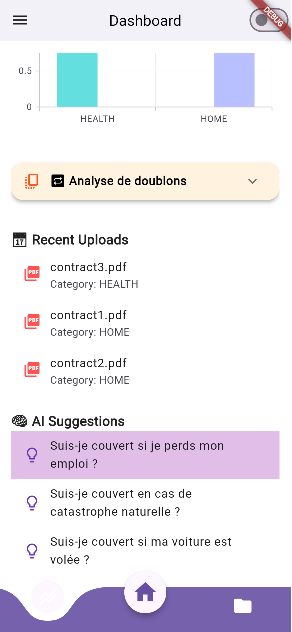 Dashboard
DEBUG
0.5
0
HEALTH HOME
Analyse de doublons
17 Recent Uploads
PDF contract3.pdf
Category: HEALTH
PDF contract1.pdf
Category: HOME
PDF contract2.pdf
Category: HOME
AI Suggestions
Suis-je couvert si je perds mon
emploi ?
Suis-je couvert en cas de
catastrophe naturelle ?
Suis-je couvert si ma voiture est
volée ?